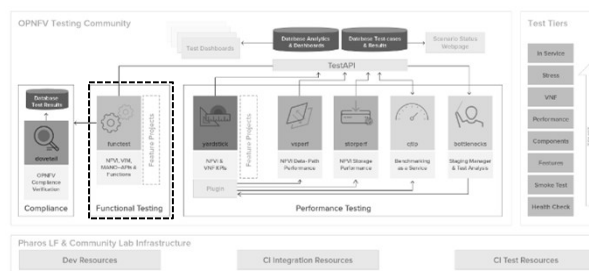 OPNFV Testing Community
Test Dashboards
Database Analytics
& Dashboards
Database Test cases
& Results
Scenario Status
Webpage
TestAPI
Database
Test Results
dovetail
OPNFV
Compliance
Verification
Compliance
functest
NFVI, VIM,
MANO-APIs &
Functions
Feature Projects
Functional Testing
yardstick
NFVI &
VNF KPIs
Feature Projects
Plugin
vsperf
NFVI Data-Path
Performance
storperf
NFVI Storage
Performance
qtip
Benchmarking
as a Service
bottlenecks
Staging Manager
& Test Analysis
Performance Testing
Test Tiers
In Service
Stress
VNF
Performance
Components
Features
Smoke Test
Health Check
Pharos LF & Community Lab Infrastructure
Dev Resources
CI Integration Resources
CI Test Resources